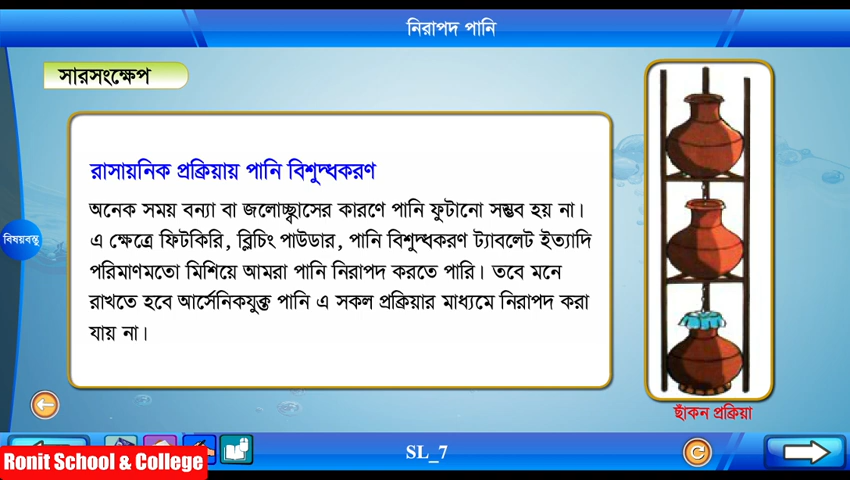 নিরাপদ পানি
সারসংক্ষেপ
রাসায়নিক প্রক্রিয়ায় পানি বিশুদ্ধকরণ
অনেক সময় বন্যা বা জলোচ্ছ্বাসের কারণে পানি ফুটানো সম্ভব হয় না।
এ ক্ষেত্রে ফিটকিরি, ব্লিচিং পাউডার, পানি বিশুদ্ধকরণ ট্যাবলেট ইত্যাদি
পরিমাণমতো মিশিয়ে আমরা পানি নিরাপদ করতে পারি। তবে মনে
রাখতে হবে আর্সেনিকযুক্ত পানি এ সকল প্রক্রিয়ার মাধ্যমে নিরাপদ করা
যায় না।
বিষয়বস্তু
ছাঁকন প্রক্রিয়া
SL_7
Ronit School & College